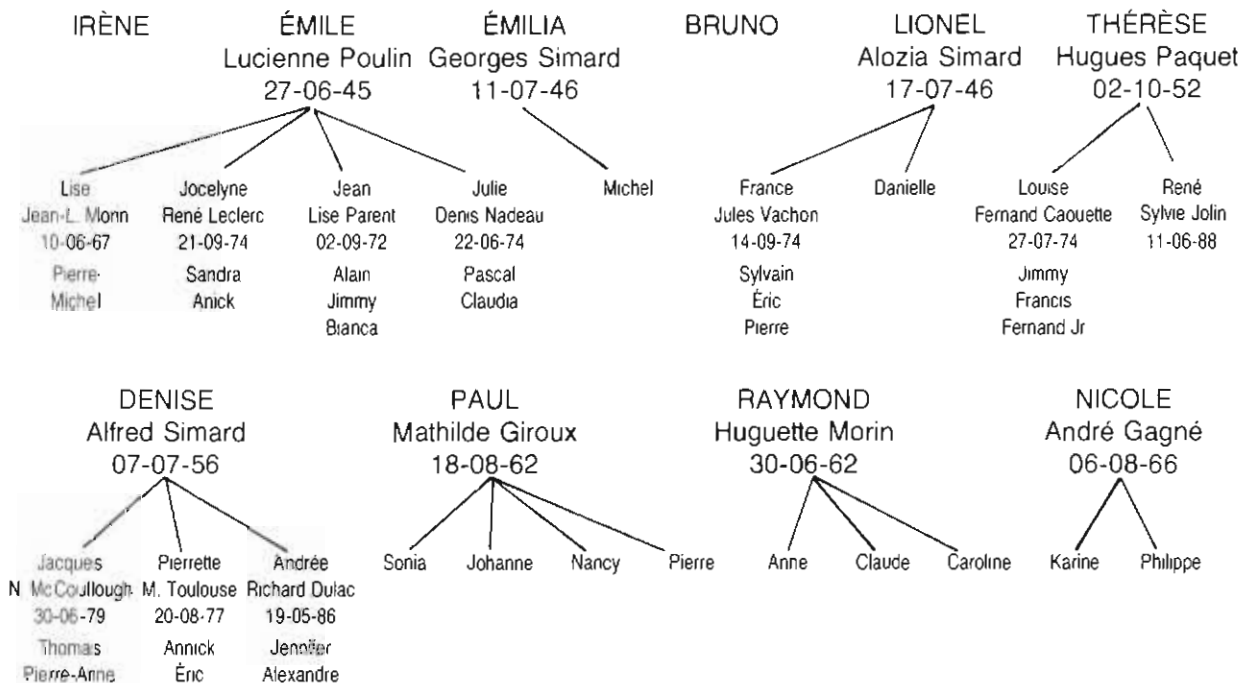 IRÈNE ÉMILE ÉMILIA BRUNO LIONEL THÉRÈSE
Lucienne Poulin Georges Simard Alozia Simard Hugues Paquet
27-06-45 11-07-46 17-07-46 02-10-52
Lise Jocelyne Jean Julie Michel France Danielle Louise René
Jean-L. Morin René Leclerc Lise Parent Denis Nadeau Jules Vachon Fernand Caouette Sylvie Jolin
10-06-67 21-09-74 02-09-72 22-06-74 14-09-74 27-07-74 11-06-88
Pierre Sandra Alain Pascal Sylvain Jimmy
Michel Anick Jimmy Claudia Éric Francis
Bianca Pierre Fernand Jr
DENISE PAUL RAYMOND NICOLE
Alfred Simard Mathilde Giroux Huguette Morin André Gagné
07-07-56 18-08-62 30-06-62 06-08-66
Jacques Pierrette Andrée Sonia Johanne Nancy Pierre Anne Claude Caroline Karine Philippe
N. McCoullough M. Toulouse Richard Dulac
30-06-79 20-08-77 19-05-86
Thomas Annick Jennifer
Pierre-Anne Éric Alexandre